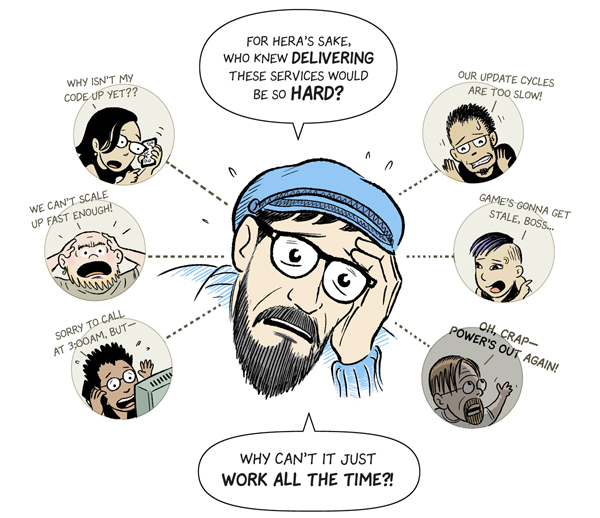 FOR HERA'S SAKE,
WHO KNEW DELIVERING
THESE SERVICES WOULD
BE SO HARD?
WHY ISN'T MY
CODE UP YET??
OUR UPDATE CYCLES
ARE TOO SLOW!
WE CAN'T SCALE
UP FAST ENOUGH!
GAME'S GONNA GET
STALE, BOSS...
SORRY TO CALL
AT 3:00AM, BUT—
OH, CRAP—
POWER'S OUT AGAIN!
WHY CAN'T IT JUST
WORK ALL THE TIME?!